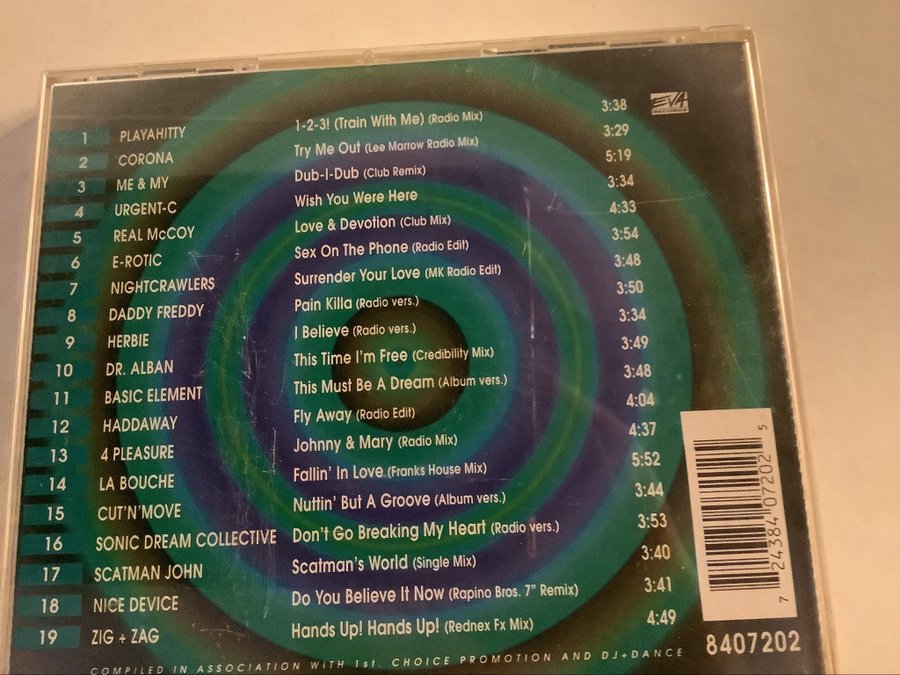 EVA RECORDS
1 PLAYAHITTY 1-2-3! (Train With Me) (Radio Mix) 3:38
2 CORONA Try Me Out (Lee Marrow Radio Mix) 3:29
3 ME & MY Dub-I-Dub (Club Remix) 5:19
4 URGENT-C Wish You Were Here 3:34
5 REAL McCOY Love & Devotion (Club Mix) 4:33
6 E-ROTIC Sex On The Phone (Radio Edit) 3:54
7 NIGHTCRAWLERS Surrender Your Love (MK Radio Edit) 3:48
8 DADDY FREDDY Pain Killa (Radio vers.) 3:50
9 HERBIE I Believe (Radio vers.) 3:34
10 DR. ALBAN This Time I'm Free (Credibility Mix) 3:49
11 BASIC ELEMENT This Must Be A Dream (Album vers.) 3:48
12 HADDAWAY Fly Away (Radio Edit) 4:04
13 4 PLEASURE Johnny & Mary (Radio Mix) 4:37
14 LA BOUCHE Fallin' In Love (Franks House Mix) 5:52
15 CUT'N'MOVE Nuttin' But A Groove (Album vers.) 3:44
16 SONIC DREAM COLLECTIVE Don't Go Breaking My Heart (Radio vers.) 3:53
17 SCATMAN JOHN Scatman's World (Single Mix) 3:40
18 NICE DEVICE Do You Believe It Now (Rapino Bros. 7" Remix) 3:41
19 ZIG + ZAG Hands Up! Hands Up! (Rednex Fx Mix) 4:49
7 24384 07202 5
8407202
COMPILED IN ASSOCIATION WITH 1st. CHOICE PROMOTION AND DJ+DANCE